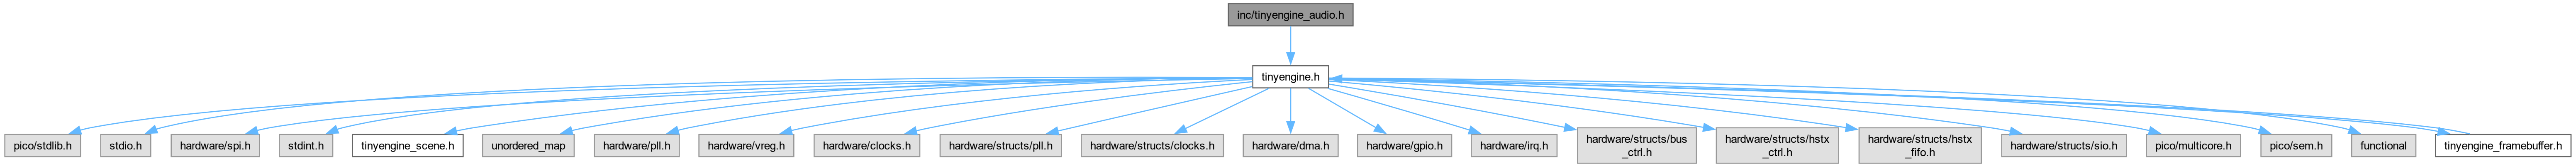 inc/tinyengine_audio.h
tinyengine.h
pico/stdlib.h
stdio.h
hardware/spi.h
stdint.h
tinyengine_scene.h
unordered_map
hardware/pll.h
hardware/vreg.h
hardware/clocks.h
hardware/structs/pll.h
hardware/structs/clocks.h
hardware/dma.h
hardware/gpio.h
hardware/irq.h
hardware/structs/bus
_ctrl.h
hardware/structs/hstx
_ctrl.h
hardware/structs/hstx
_fifo.h
hardware/structs/sio.h
pico/multicore.h
pico/sem.h
functional
tinyengine_framebuffer.h